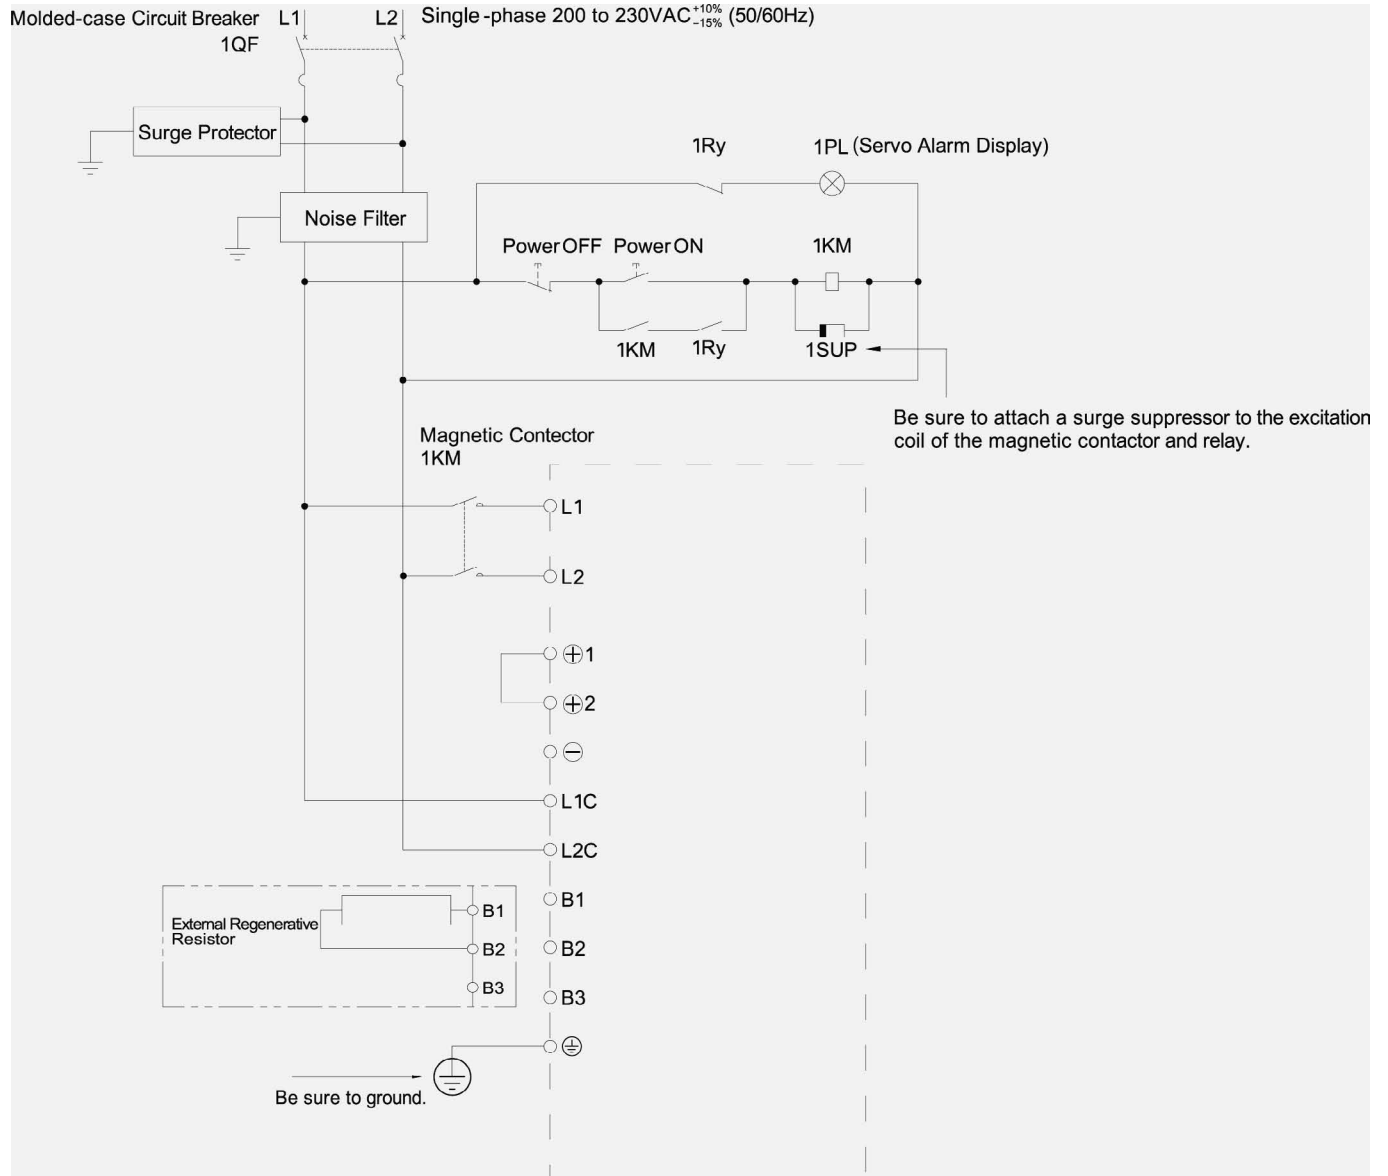 Molded-case Circuit Breaker L1 L2 Single-phase 200 to 230VAC +10% -15% (50/60Hz)
1QF
Surge Protector
1Ry 1PL (Servo Alarm Display)
Noise Filter
Power OFF Power ON 1KM
1KM 1Ry 1SUP
Be sure to attach a surge suppressor to the excitation
coil of the magnetic contactor and relay.
Magnetic Contector
1KM
L1
L2
⊕1
⊕2
⊖
L1C
L2C
External Regenerative
Resistor
B1
B2
B3
B1
B2
B3
Be sure to ground.